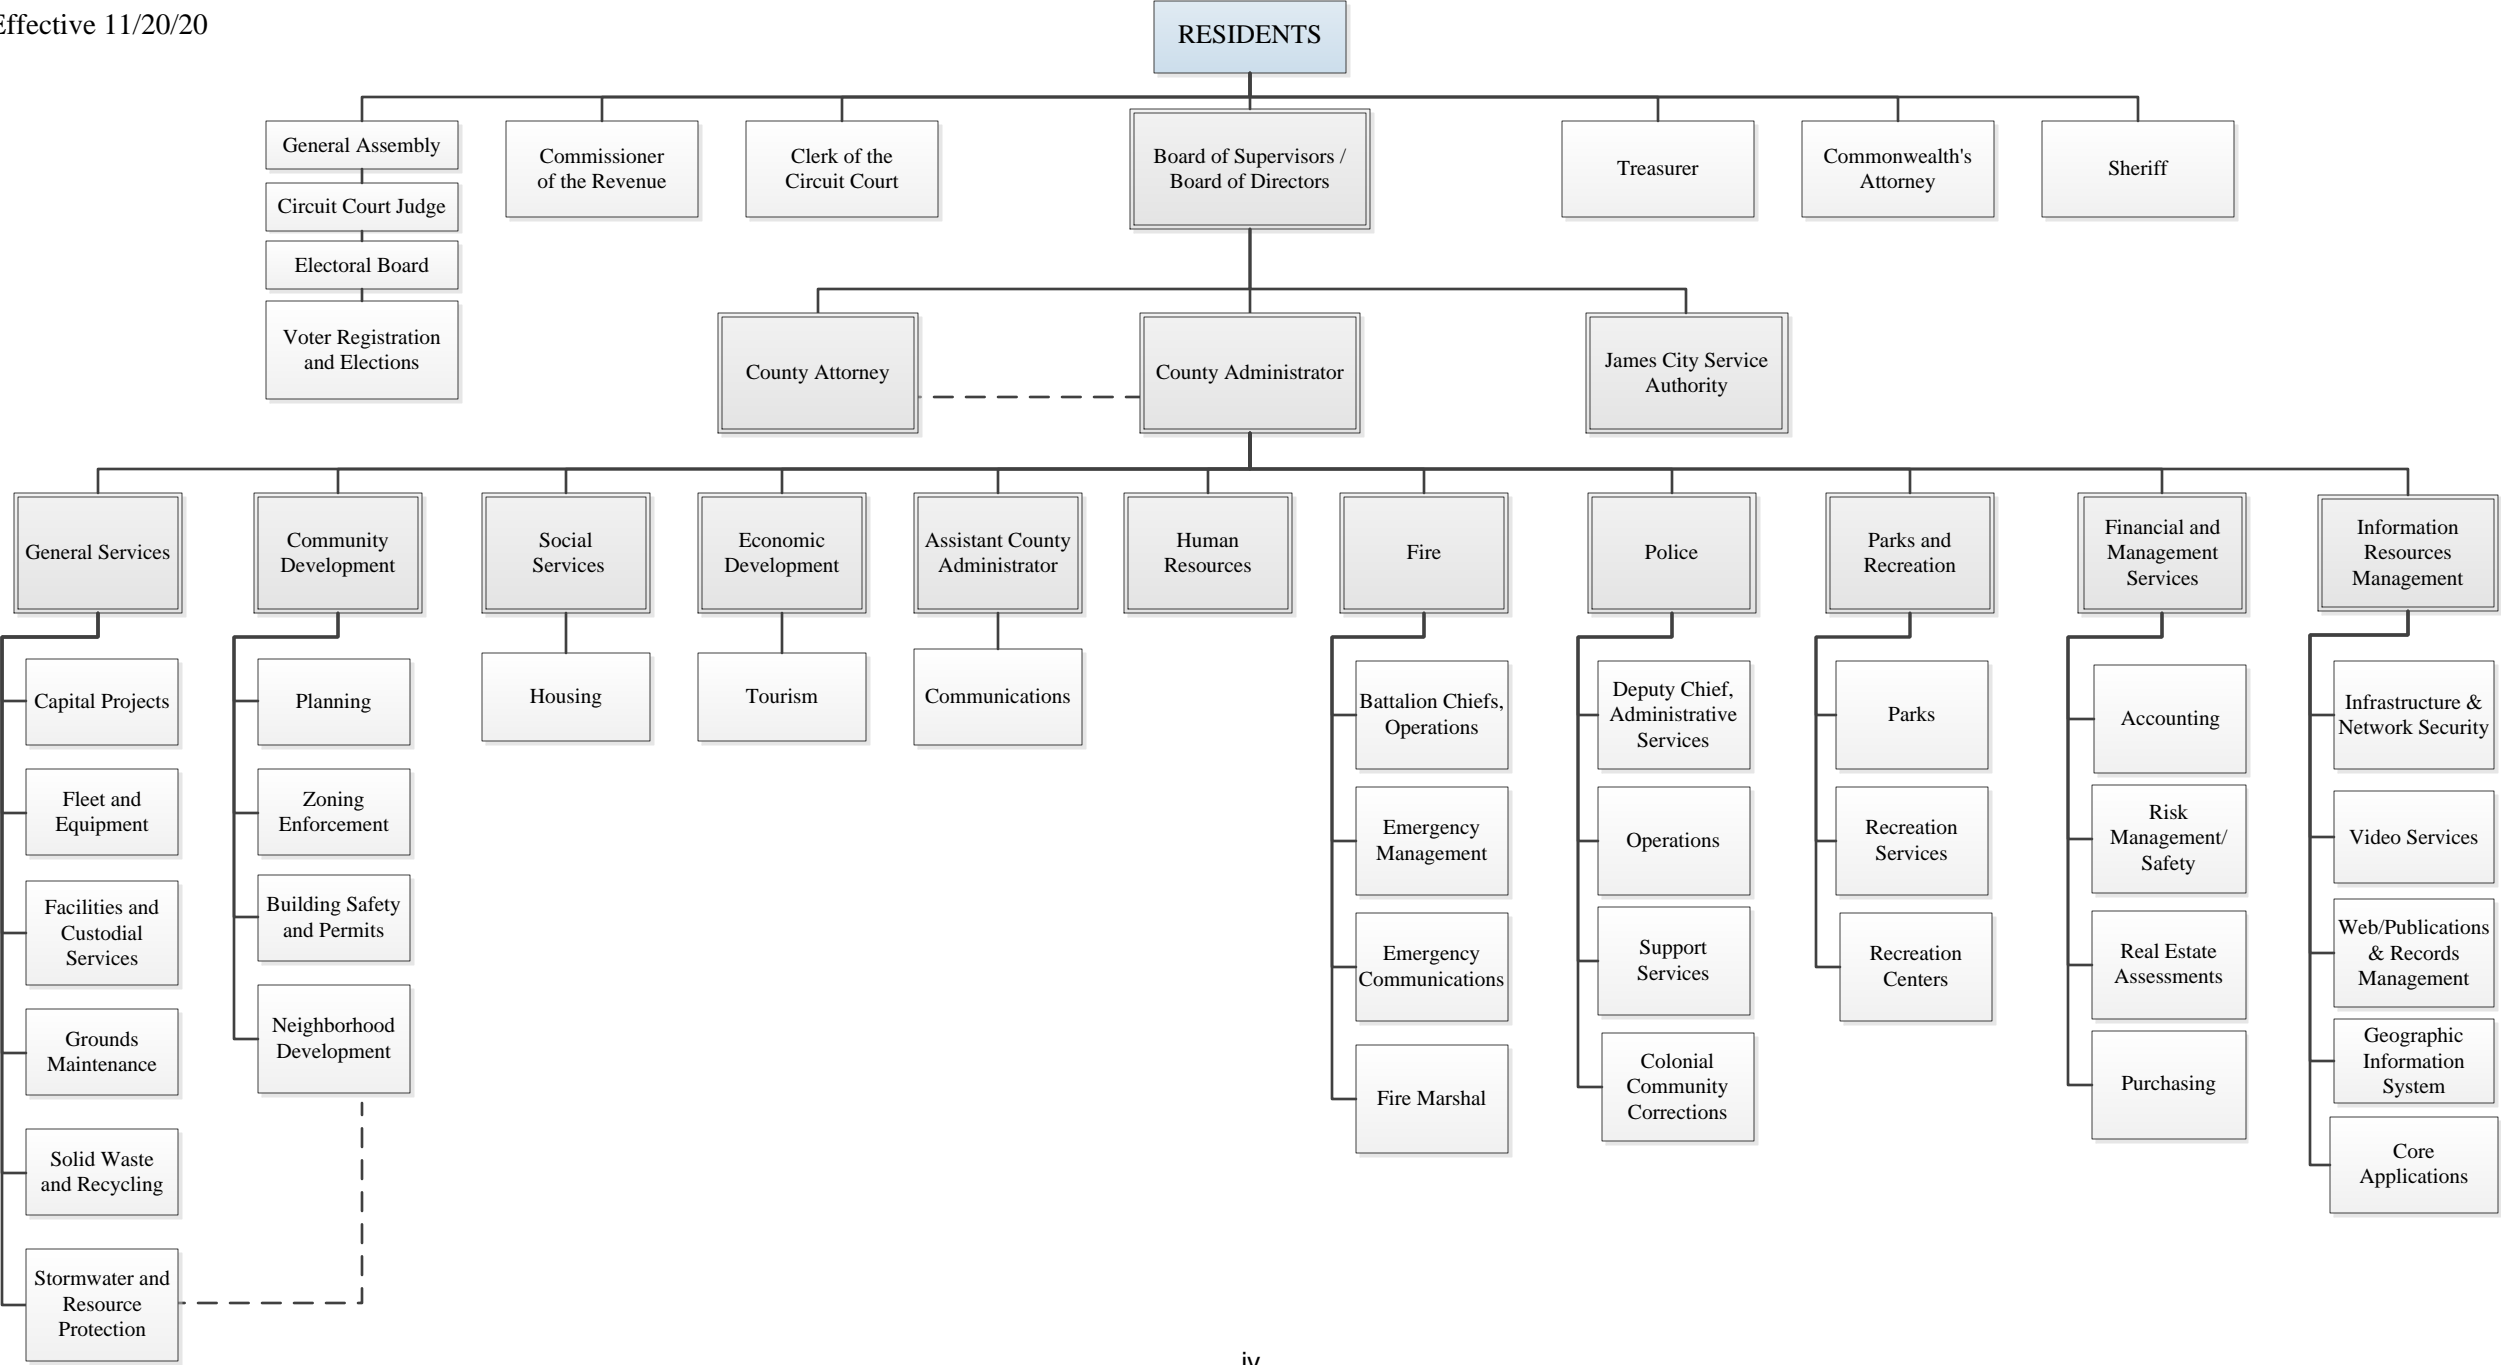 Effective 11/20/20
RESIDENTS
General Assembly
Circuit Court Judge
Electoral Board
Voter Registration
and Elections
Commissioner
of the Revenue
Clerk of the
Circuit Court
Board of Supervisors /
Board of Directors
Treasurer
Commonwealth's
Attorney
Sheriff
County Attorney
County Administrator
James City Service
Authority
General Services
Community
Development
Social
Services
Economic
Development
Assistant County
Administrator
Human
Resources
Fire
Police
Parks and
Recreation
Financial and
Management
Services
Information
Resources
Management
Capital Projects
Fleet and
Equipment
Facilities and
Custodial
Services
Grounds
Maintenance
Solid Waste
and Recycling
Stormwater and
Resource
Protection
Planning
Zoning
Enforcement
Building Safety
and Permits
Neighborhood
Development
Housing
Tourism
Communications
Battalion Chiefs,
Operations
Emergency
Management
Emergency
Communications
Fire Marshal
Deputy Chief,
Administrative
Services
Operations
Support
Services
Colonial
Community
Corrections
Parks
Recreation
Services
Recreation
Centers
Accounting
Risk
Management/
Safety
Real Estate
Assessments
Purchasing
Infrastructure &
Network Security
Video Services
Web/Publications
& Records
Management
Geographic
Information
System
Core
Applications
iv